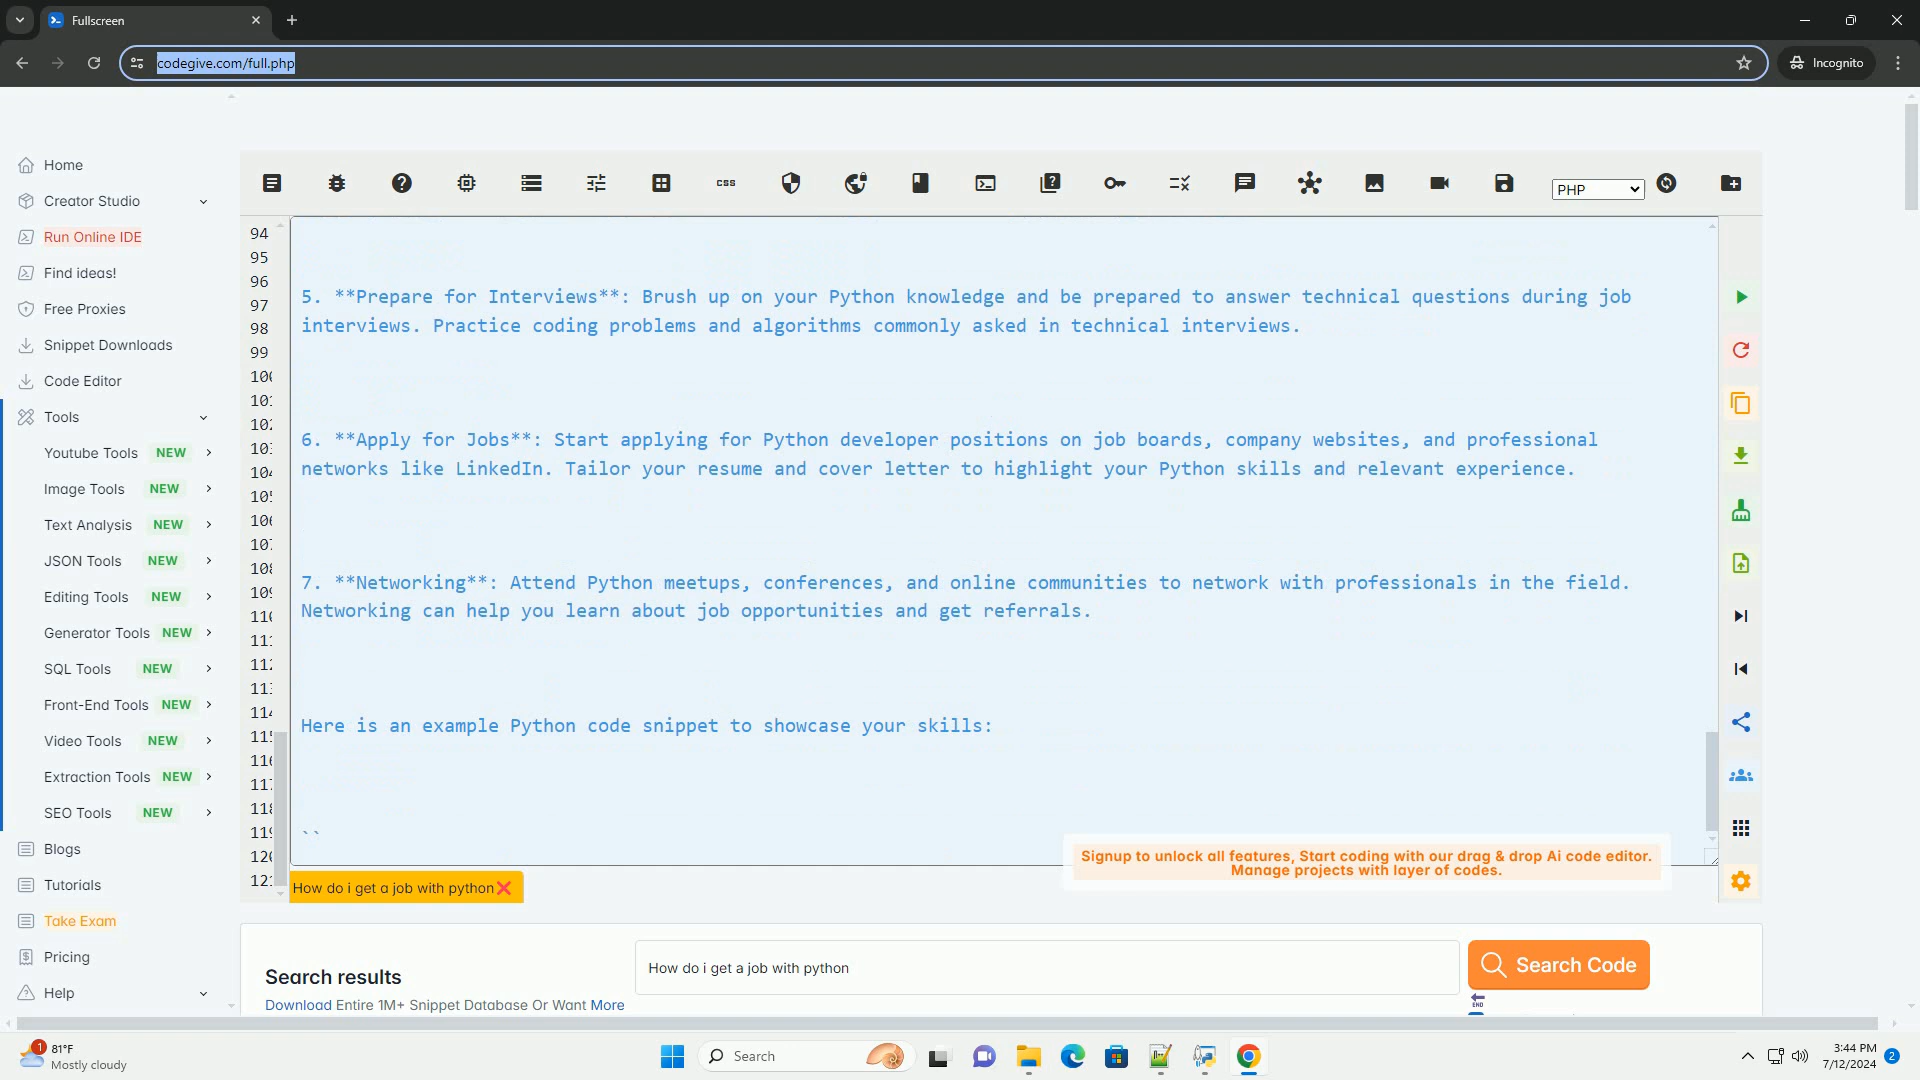 Fullscreen
codegive.com/full.php
Incognito
Home
Creator Studio
Run Online IDE
Find ideas!
Free Proxies
Snippet Downloads
Code Editor
Tools
Youtube Tools NEW
Image Tools NEW
Text Analysis NEW
JSON Tools NEW
Editing Tools NEW
Generator Tools NEW
SQL Tools NEW
Front-End Tools NEW
Video Tools NEW
Extraction Tools NEW
SEO Tools NEW
Blogs
Tutorials
Take Exam
Pricing
Help
CSS
PHP
94
95
96
97
98
99
5. **Prepare for Interviews**: Brush up on your Python knowledge and be prepared to answer technical questions during job
interviews. Practice coding problems and algorithms commonly asked in technical interviews.
6. **Apply for Jobs**: Start applying for Python developer positions on job boards, company websites, and professional
networks like LinkedIn. Tailor your resume and cover letter to highlight your Python skills and relevant experience.
7. **Networking**: Attend Python meetups, conferences, and online communities to network with professionals in the field.
Networking can help you learn about job opportunities and get referrals.
Here is an example Python code snippet to showcase your skills:
``
Signup to unlock all features, Start coding with our drag & drop Ai code editor.
Manage projects with layer of codes.
How do i get a job with python
Search results
Download Entire 1M+ Snippet Database Or Want More
How do i get a job with python
Search Code
END
1
81°F
Mostly cloudy
Search
3:44 PM
7/12/2024
2